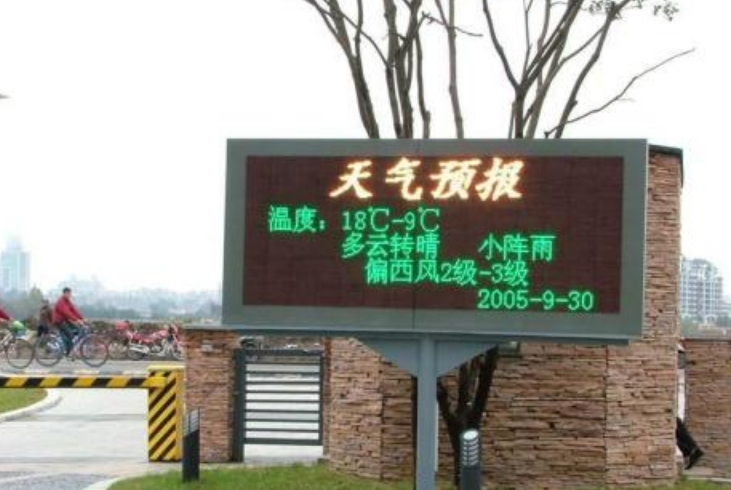 天气预报
温度：18℃-9℃
多云转晴 小阵雨
偏西风2级-3级
2005-9-30